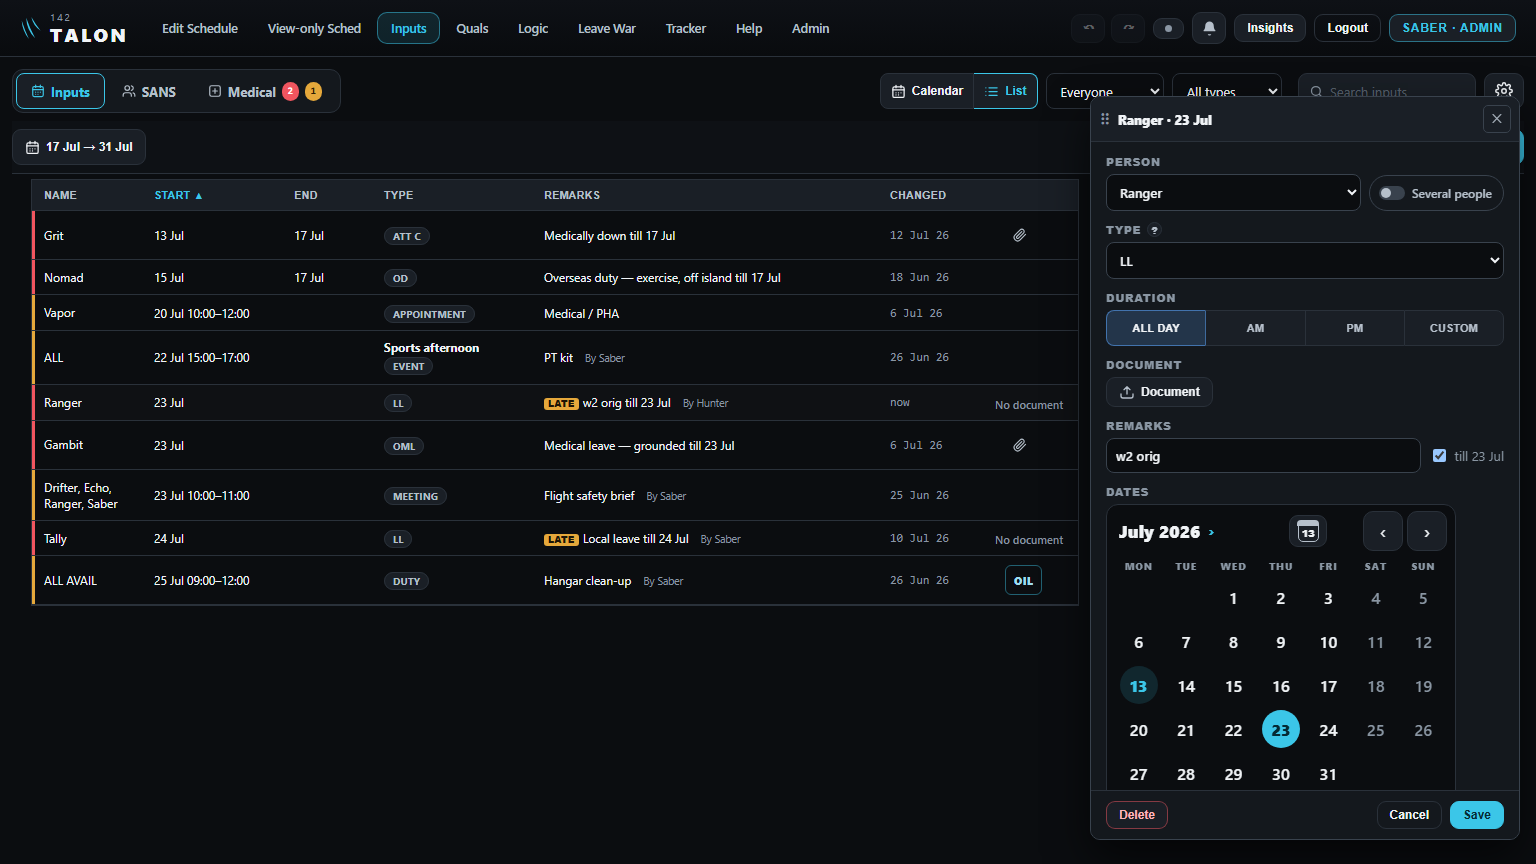 142
TALON
Edit Schedule
View-only Sched
Inputs
Quals
Logic
Leave War
Tracker
Help
Admin
Insights
Logout
SABER · ADMIN
Inputs
SANS
Medical 2 1
Calendar
List
Everyone
All types
Search inputs
17 Jul → 31 Jul
NAME START ▲ END TYPE REMARKS CHANGED
Grit 13 Jul 17 Jul ATT C Medically down till 17 Jul 12 Jul 26
Nomad 15 Jul 17 Jul OD Overseas duty — exercise, off island till 17 Jul 18 Jun 26
Vapor 20 Jul 10:00–12:00 APPOINTMENT Medical / PHA 6 Jul 26
ALL 22 Jul 15:00–17:00 Sports afternoon EVENT PT kit By Saber 26 Jun 26
Ranger 23 Jul LL LATE w2 orig till 23 Jul By Hunter now No document
Gambit 23 Jul OML Medical leave — grounded till 23 Jul 6 Jul 26
Drifter, Echo,
Ranger, Saber 23 Jul 10:00–11:00 MEETING Flight safety brief By Saber 25 Jun 26
Tally 24 Jul LL LATE Local leave till 24 Jul By Saber 10 Jul 26 No document
ALL AVAIL 25 Jul 09:00–12:00 DUTY Hangar clean-up By Saber 26 Jun 26 OIL
Ranger · 23 Jul
PERSON
Ranger
Several people
TYPE ?
LL
DURATION
ALL DAY AM PM CUSTOM
DOCUMENT
Document
REMARKS
w2 orig
till 23 Jul
DATES
July 2026 ›
13
‹ ›
MON TUE WED THU FRI SAT SUN
1 2 3 4 5
6 7 8 9 10 11 12
13 14 15 16 17 18 19
20 21 22 23 24 25 26
27 28 29 30 31
Delete
Cancel
Save